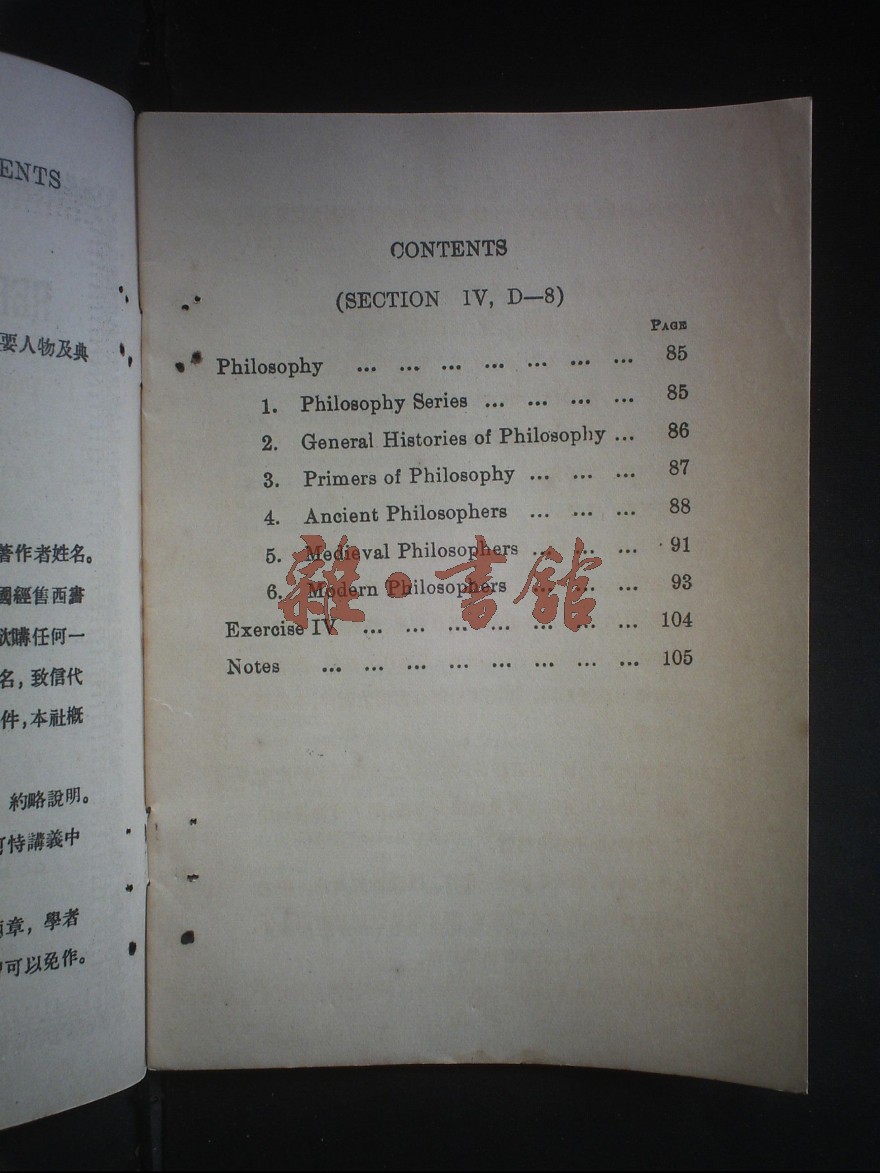 ENTS
要人物及典
著作者姓名。
國經舊西書
欲購任何一
名，致信代
件，本社概
約略說明。
可恃講義中
章，學者
可以免作。
CONTENTS
(SECTION IV, D—8)
PAGE
Philosophy ... ... ... ... ... ... ... 85
1. Philosophy Series ... ... ... ... 85
2. General Histories of Philosophy ... 86
3. Primers of Philosophy ... ... ... 87
4. Ancient Philosophers ... ... ... 88
5. Medieval Philosophers ... ... ... 91
6. Modern Philosophers ... ... ... 93
Exercise IV ... ... ... ... ... ... ... 104
Notes ... ... ... ... ... ... ... ... 105
雜·書館